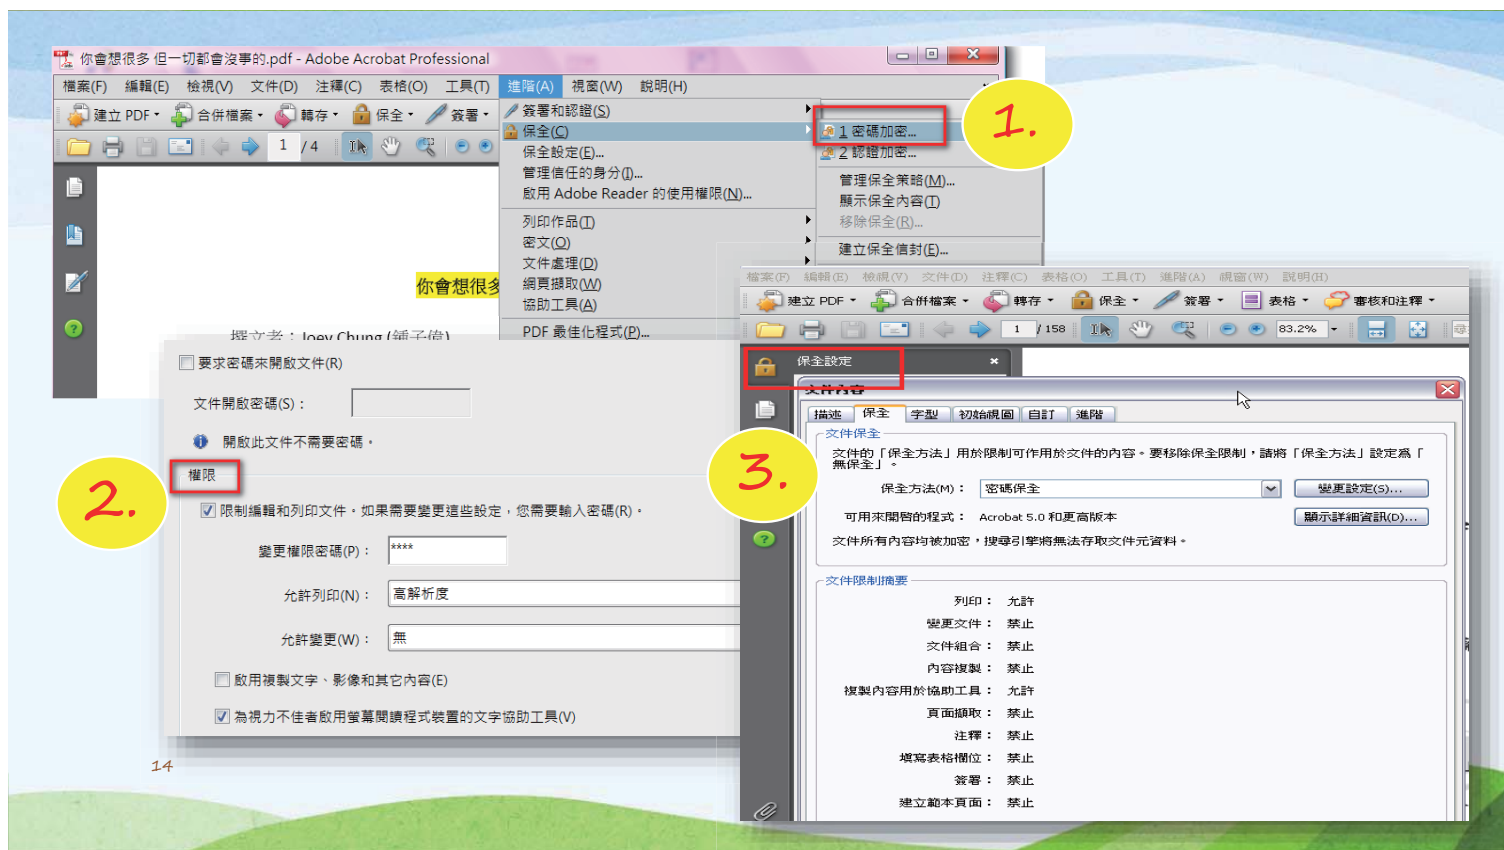 你會想很多 但一切都會沒事的.pdf - Adobe Acrobat Professional
檔案(F) 編輯(E) 檢視(V) 文件(D) 注釋(C) 表格(O) 工具(T) 進階(A) 視窗(W) 說明(H)
建立 PDF 合併檔案 轉存 保全 簽署
1 / 4
簽署和認證(S)
保全(C)
保全設定(E)...
管理信任的身分(I)...
啟用 Adobe Reader 的使用權限(N)...
列印作品(T)
密文(O)
文件處理(D)
網頁擷取(W)
協助工具(A)
PDF 最佳化程式(P)...
1 密碼加密...
2 認證加密...
管理保全策略(M)...
顯示保全內容(T)
移除保全(R)...
建立保全信封(E)...
1.
你會想很多
撰文者：Joey Chung (鍾子偉)
要求密碼來開啟文件(R)
文件開啟密碼(S)：
開啟此文件不需要密碼。
權限
2.
限制編輯和列印文件。如果需要變更這些設定，您需要輸入密碼(R)。
變更權限密碼(P)： ****
允許列印(N)： 高解析度
允許變更(W)： 無
啟用複製文字、影像和其它內容(E)
為視力不佳者啟用螢幕閱讀程式裝置的文字協助工具(V)
14
檔案(F) 編輯(E) 檢視(V) 文件(D) 注釋(C) 表格(O) 工具(T) 進階(A) 視窗(W) 說明(H)
建立 PDF 合併檔案 轉存 保全 簽署 表格 審核和注釋
1 / 158 83.2%
保全設定
3.
文件內容
描述 保全 字型 初始視圖 自訂 進階
文件保全
文件的「保全方法」用於限制可作用於文件的內容。要移除保全限制，請將「保全方法」設定為「
無保全」。
保全方法(M)： 密碼保全 變更設定(S)...
可用來開啟的程式： Acrobat 5.0 和更高版本 顯示詳細資訊(D)...
文件所有內容均被加密，搜尋引擎將無法存取文件元資料。
文件限制摘要
列印： 允許
變更文件： 禁止
文件組合： 禁止
內容複製： 禁止
複製內容用於協助工具： 允許
頁面擷取： 禁止
注釋： 禁止
填寫表格欄位： 禁止
簽署： 禁止
建立範本頁面： 禁止